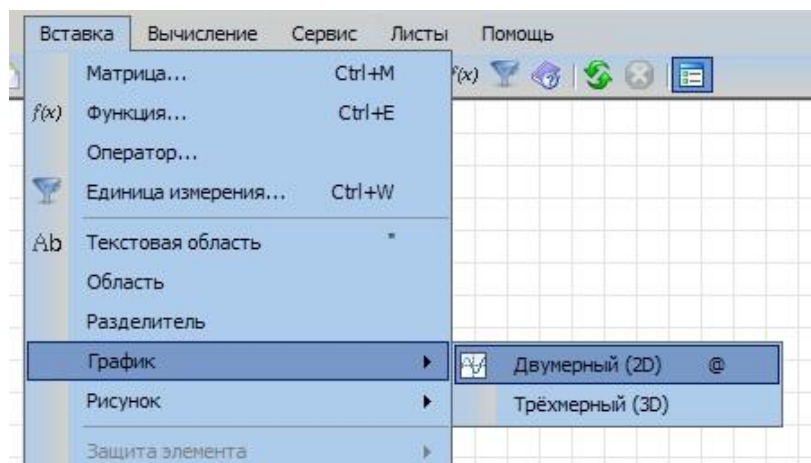 Вставка Вычисление Сервис Листы Помощь
Матрица... Ctrl+M f(x)
f(x) Функция... Ctrl+E
Оператор...
Единица измерения... Ctrl+W
Ab Текстовая область "
Область
Разделитель
График Двумерный (2D) @
Рисунок Трёхмерный (3D)
Защита элемента